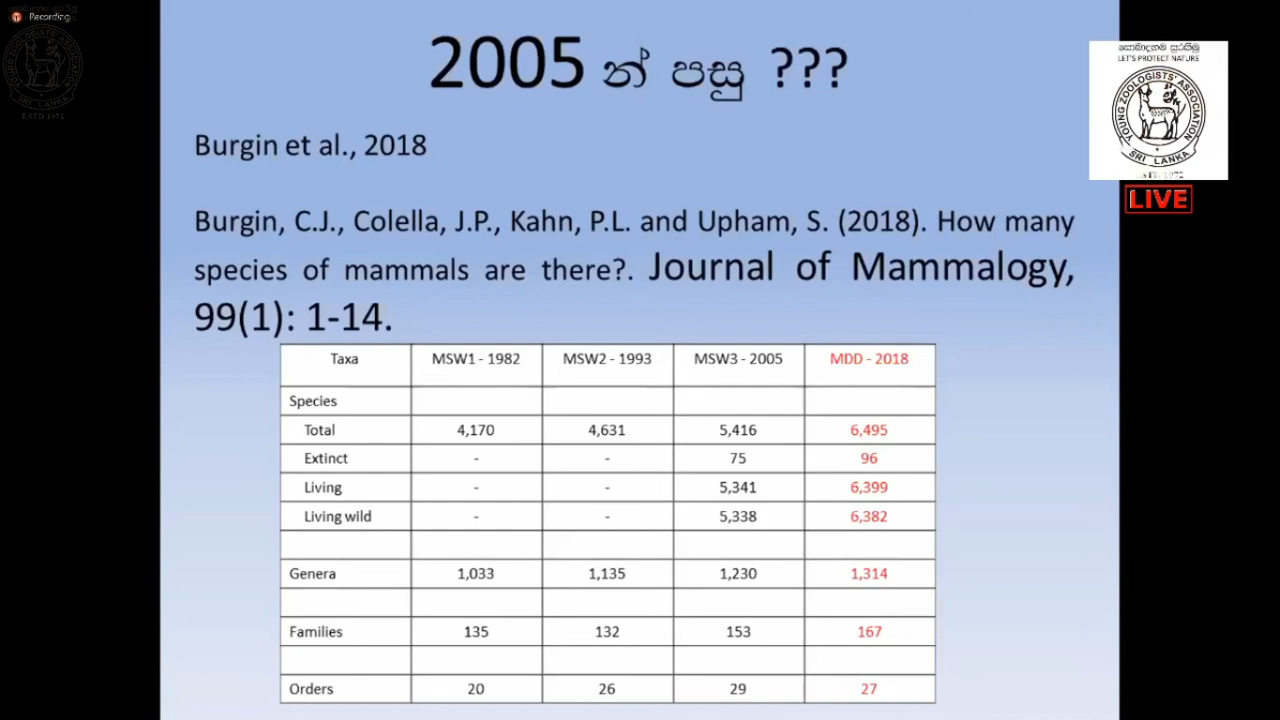 Recording
2005 න් පසු ???
සොබාදහම සුරකිමු
LET'S PROTECT NATURE
YOUNG ZOOLOGISTS' ASSOCIATION
SRI LANKA
LIVE
Burgin et al., 2018
Burgin, C.J., Colella, J.P., Kahn, P.L. and Upham, S. (2018). How many
species of mammals are there?. Journal of Mammalogy,
99(1): 1-14.
Taxa MSW1 - 1982 MSW2 - 1993 MSW3 - 2005 MDD - 2018
Species
Total 4,170 4,631 5,416 6,495
Extinct - - 75 96
Living - - 5,341 6,399
Living wild - - 5,338 6,382
Genera 1,033 1,135 1,230 1,314
Families 135 132 153 167
Orders 20 26 29 27